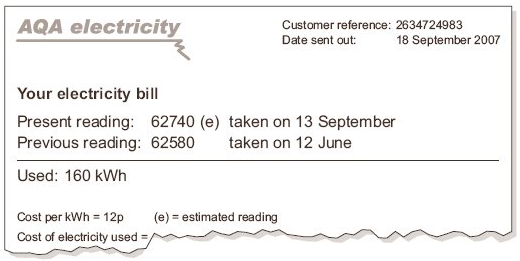 AQA electricity
Customer reference: 2634724983
Date sent out: 18 September 2007
Your electricity bill
Present reading: 62740 (e) taken on 13 September
Previous reading: 62580 taken on 12 June
Used: 160 kWh
Cost per kWh = 12p (e) = estimated reading
Cost of electricity used =